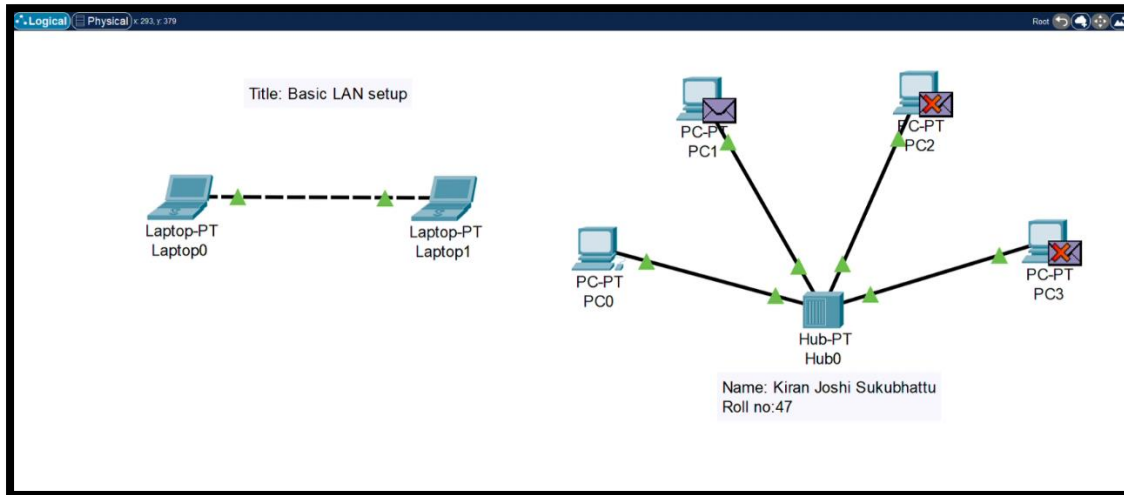 Logical Physical x: 293, y: 379 Root
Title: Basic LAN setup
PC-PT
PC1
PC-PT
PC2
Laptop-PT
Laptop0
Laptop-PT
Laptop1
PC-PT
PC0
PC-PT
PC3
Hub-PT
Hub0
Name: Kiran Joshi Sukubhattu
Roll no:47